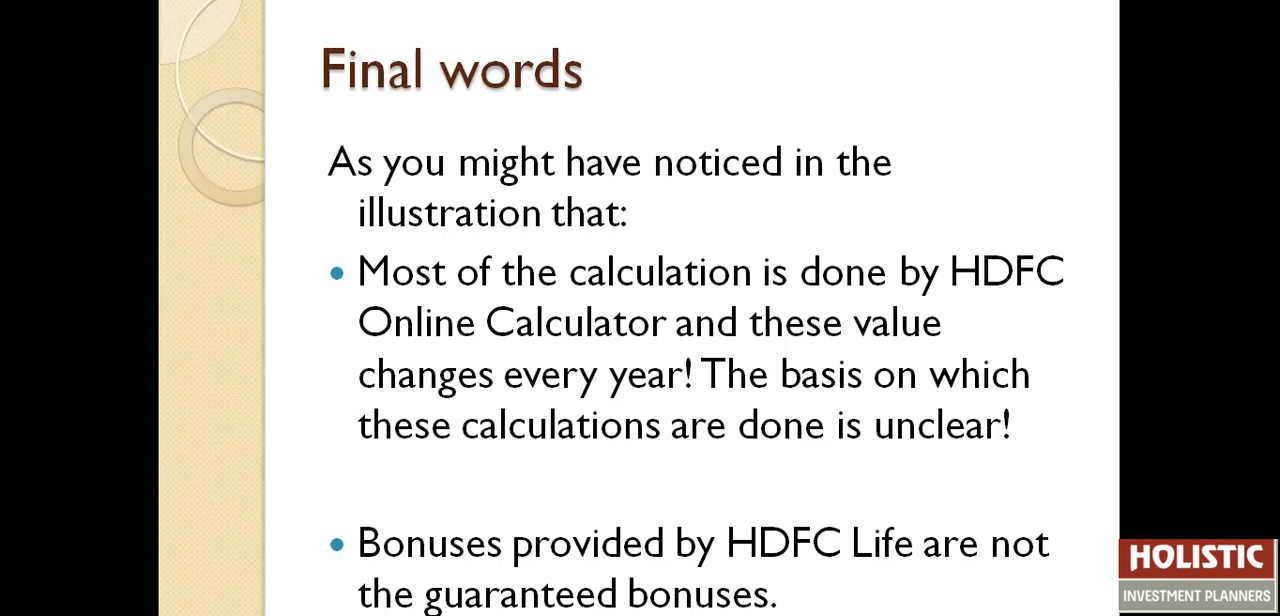 Final words
As you might have noticed in the
illustration that:
• Most of the calculation is done by HDFC
Online Calculator and these value
changes every year! The basis on which
these calculations are done is unclear!
• Bonuses provided by HDFC Life are not
the guaranteed bonuses.
HOLISTIC
INVESTMENT PLANNERS